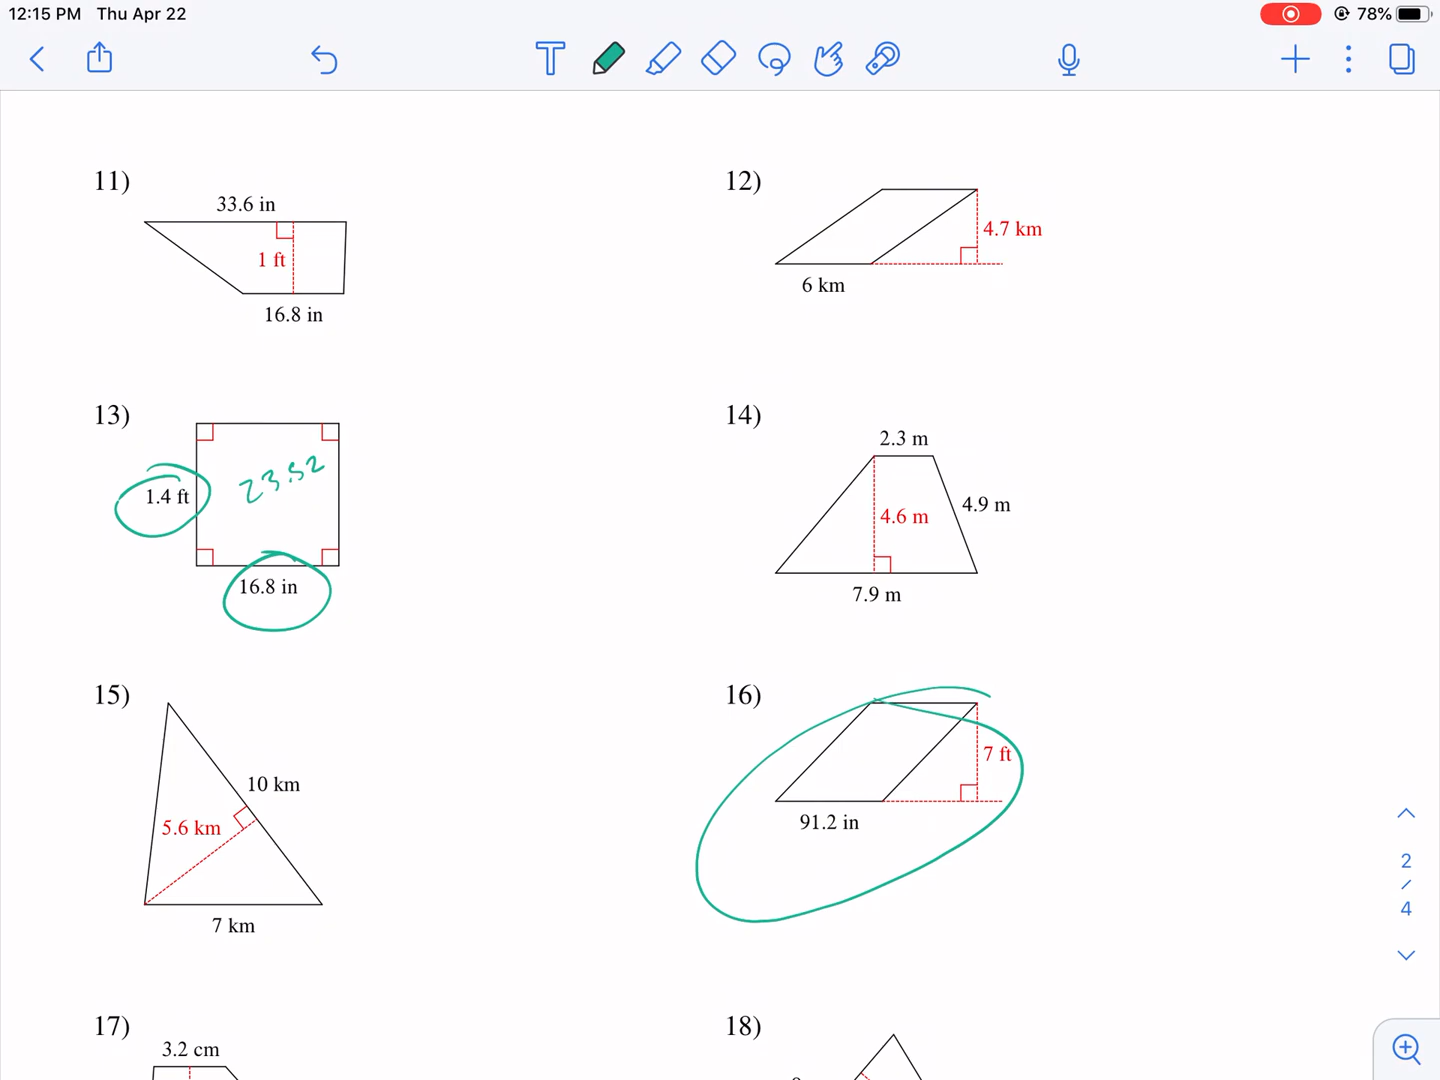 12:15 PM Thu Apr 22
78%
T
11)
33.6 in
1 ft
16.8 in
12)
4.7 km
6 km
13)
1.4 ft
23.52
16.8 in
14)
2.3 m
4.6 m
4.9 m
7.9 m
15)
10 km
5.6 km
7 km
16)
7 ft
91.2 in
2
/
4
17)
3.2 cm
18)